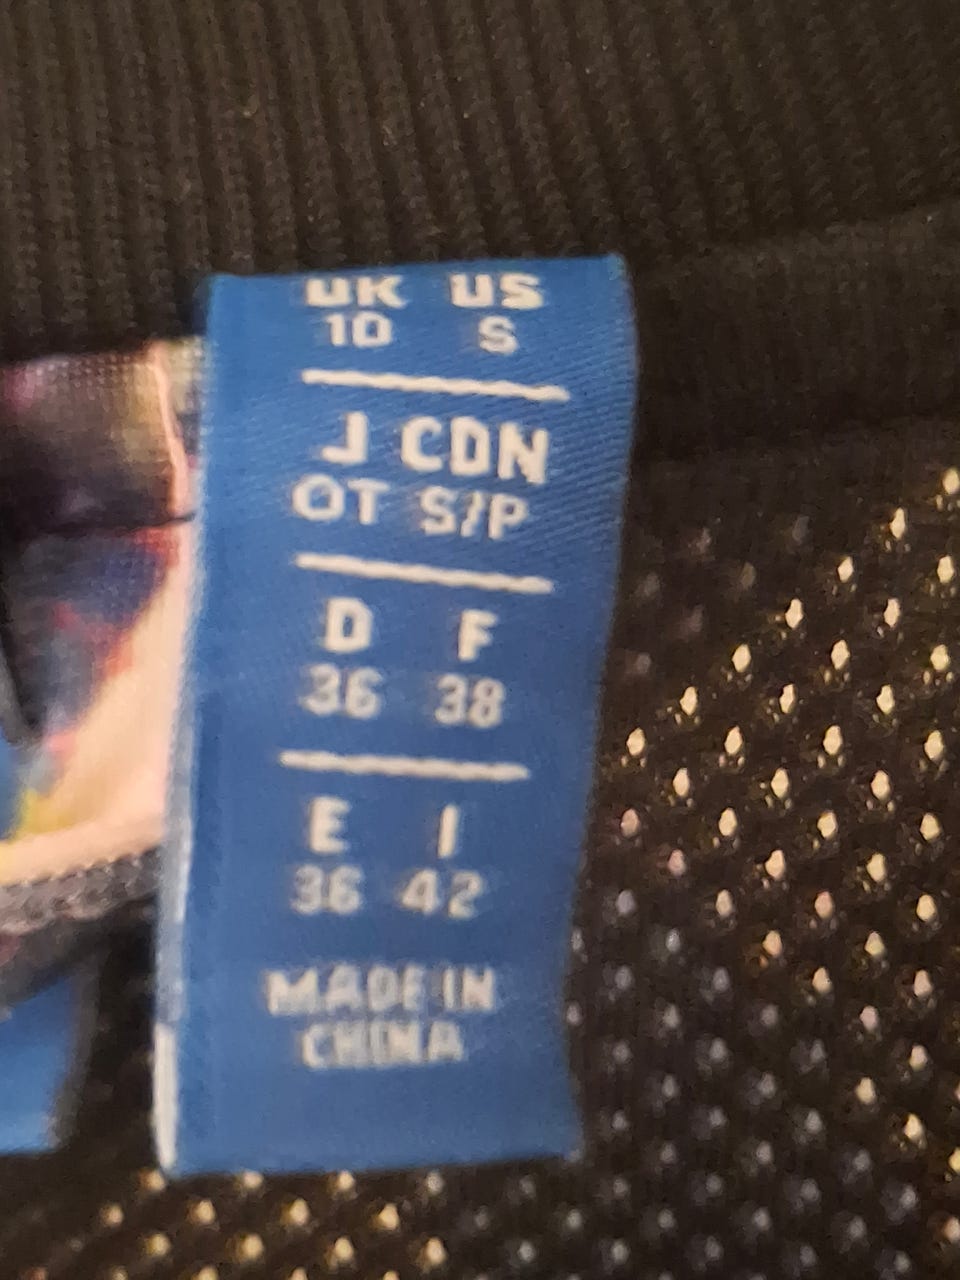 UK US
10 S
J CDN
OT S/P
D F
36 38
E I
36 42
MADE IN
CHINA